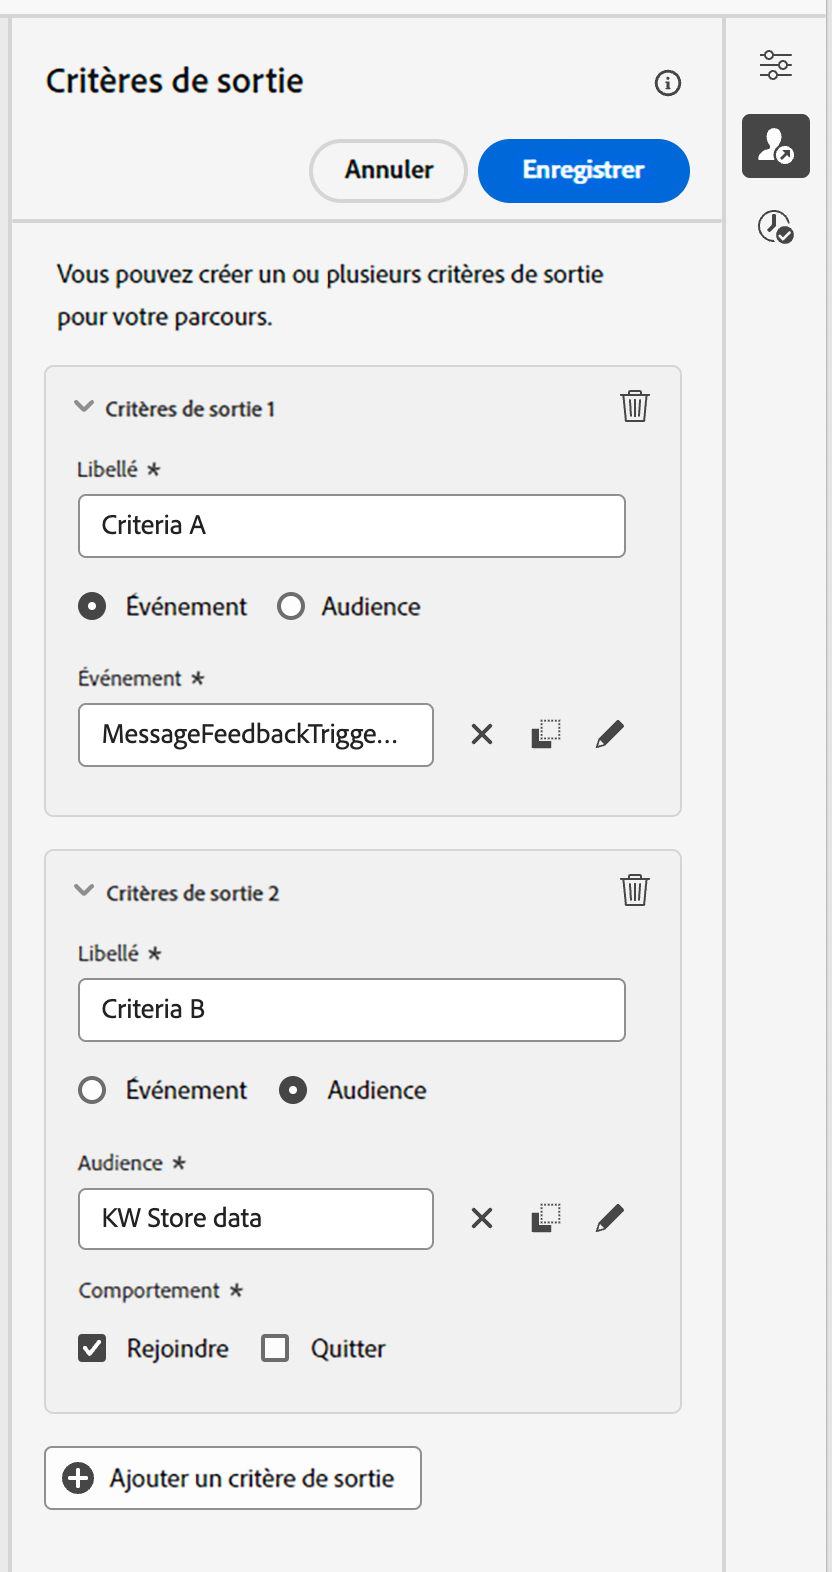 Critères de sortie
Annuler
Enregistrer
Vous pouvez créer un ou plusieurs critères de sortie
pour votre parcours.
Critères de sortie 1
Libellé *
Criteria A
Événement
Audience
Événement *
MessageFeedbackTrigge...
Critères de sortie 2
Libellé *
Criteria B
Événement
Audience
Audience *
KW Store data
Comportement *
Rejoindre
Quitter
Ajouter un critère de sortie